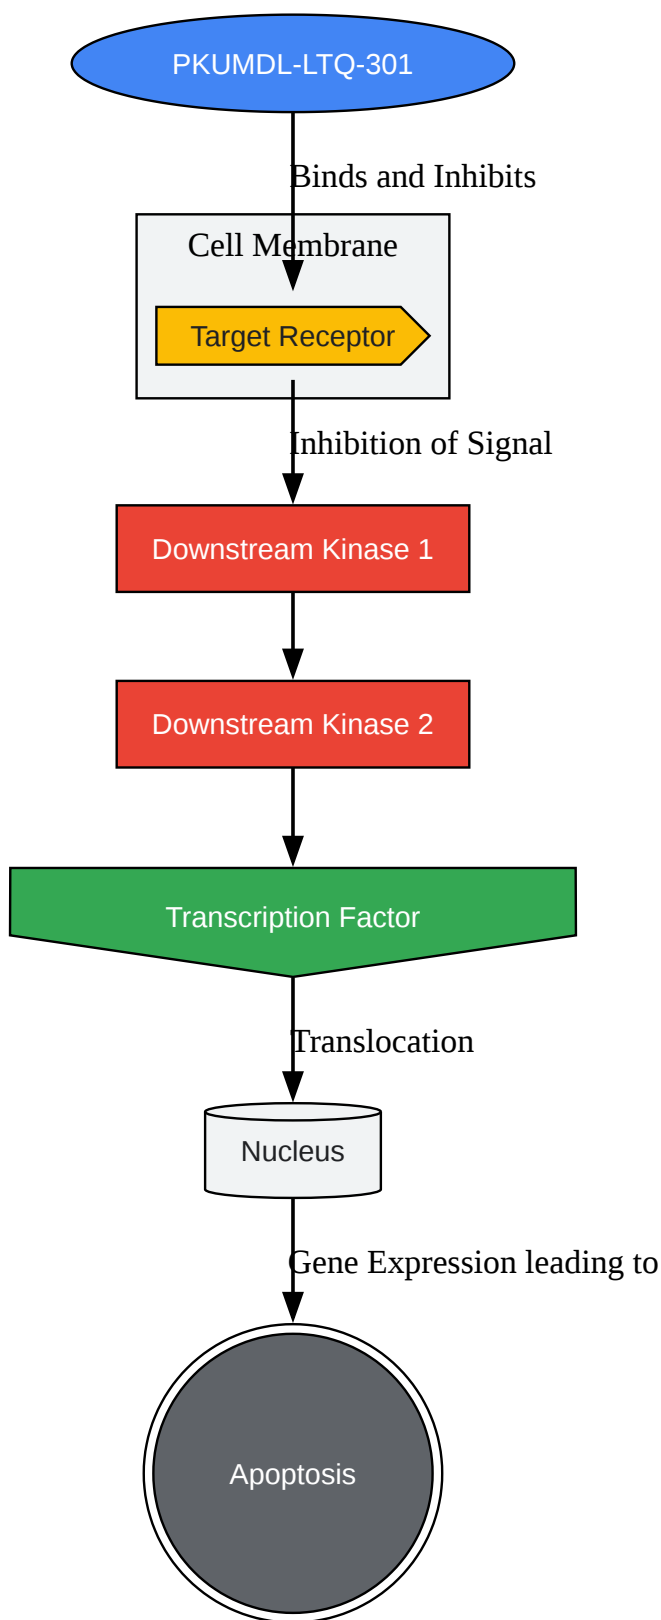 PKUMDL-LTQ-301
Binds and Inhibits
Cell Membrane
Target Receptor
Inhibition of Signal
Downstream Kinase 1
Downstream Kinase 2
Transcription Factor
Translocation
Nucleus
Gene Expression leading to
Apoptosis